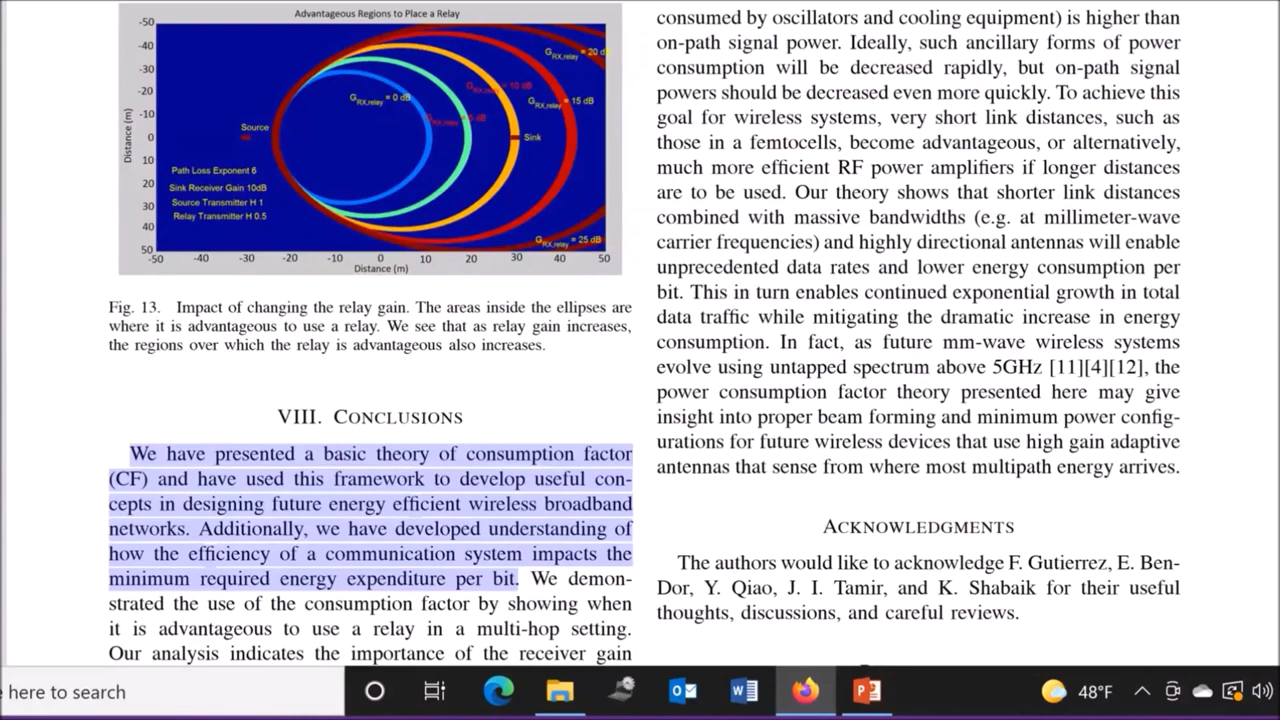 Advantageous Regions to Place a Relay
-50
-40
-30
-20
-10
0
10
20
30
40
50
Distance (m)
G RX,relay = 20 d
G RX,relay = 10 dB
G RX,relay = 0 dB
G RX,relay = 15 dB
G RX,relay = 5 dB
Source
Sink
Path Loss Exponent 6
Sink Receiver Gain 10dB
Source Transmitter H 1
Relay Transmitter H 0.5
G RX,relay = 25 dB
-50 -40 -30 -20 -10 0 10 20 30 40 50
Distance (m)
Fig. 13. Impact of changing the relay gain. The areas inside the ellipses are
where it is advantageous to use a relay. We see that as relay gain increases,
the regions over which the relay is advantageous also increases.
VIII. CONCLUSIONS
We have presented a basic theory of consumption factor
(CF) and have used this framework to develop useful con-
cepts in designing future energy efficient wireless broadband
networks. Additionally, we have developed understanding of
how the efficiency of a communication system impacts the
minimum required energy expenditure per bit. We demon-
strated the use of the consumption factor by showing when
it is advantageous to use a relay in a multi-hop setting.
Our analysis indicates the importance of the receiver gain
consumed by oscillators and cooling equipment) is higher than
on-path signal power. Ideally, such ancillary forms of power
consumption will be decreased rapidly, but on-path signal
powers should be decreased even more quickly. To achieve this
goal for wireless systems, very short link distances, such as
those in a femtocells, become advantageous, or alternatively,
much more efficient RF power amplifiers if longer distances
are to be used. Our theory shows that shorter link distances
combined with massive bandwidths (e.g. at millimeter-wave
carrier frequencies) and highly directional antennas will enable
unprecedented data rates and lower energy consumption per
bit. This in turn enables continued exponential growth in total
data traffic while mitigating the dramatic increase in energy
consumption. In fact, as future mm-wave wireless systems
evolve using untapped spectrum above 5GHz [11][4][12], the
power consumption factor theory presented here may give
insight into proper beam forming and minimum power config-
urations for future wireless devices that use high gain adaptive
antennas that sense from where most multipath energy arrives.
ACKNOWLEDGMENTS
The authors would like to acknowledge F. Gutierrez, E. Ben-
Dor, Y. Qiao, J. I. Tamir, and K. Shabaik for their useful
thoughts, discussions, and careful reviews.
here to search
48°F